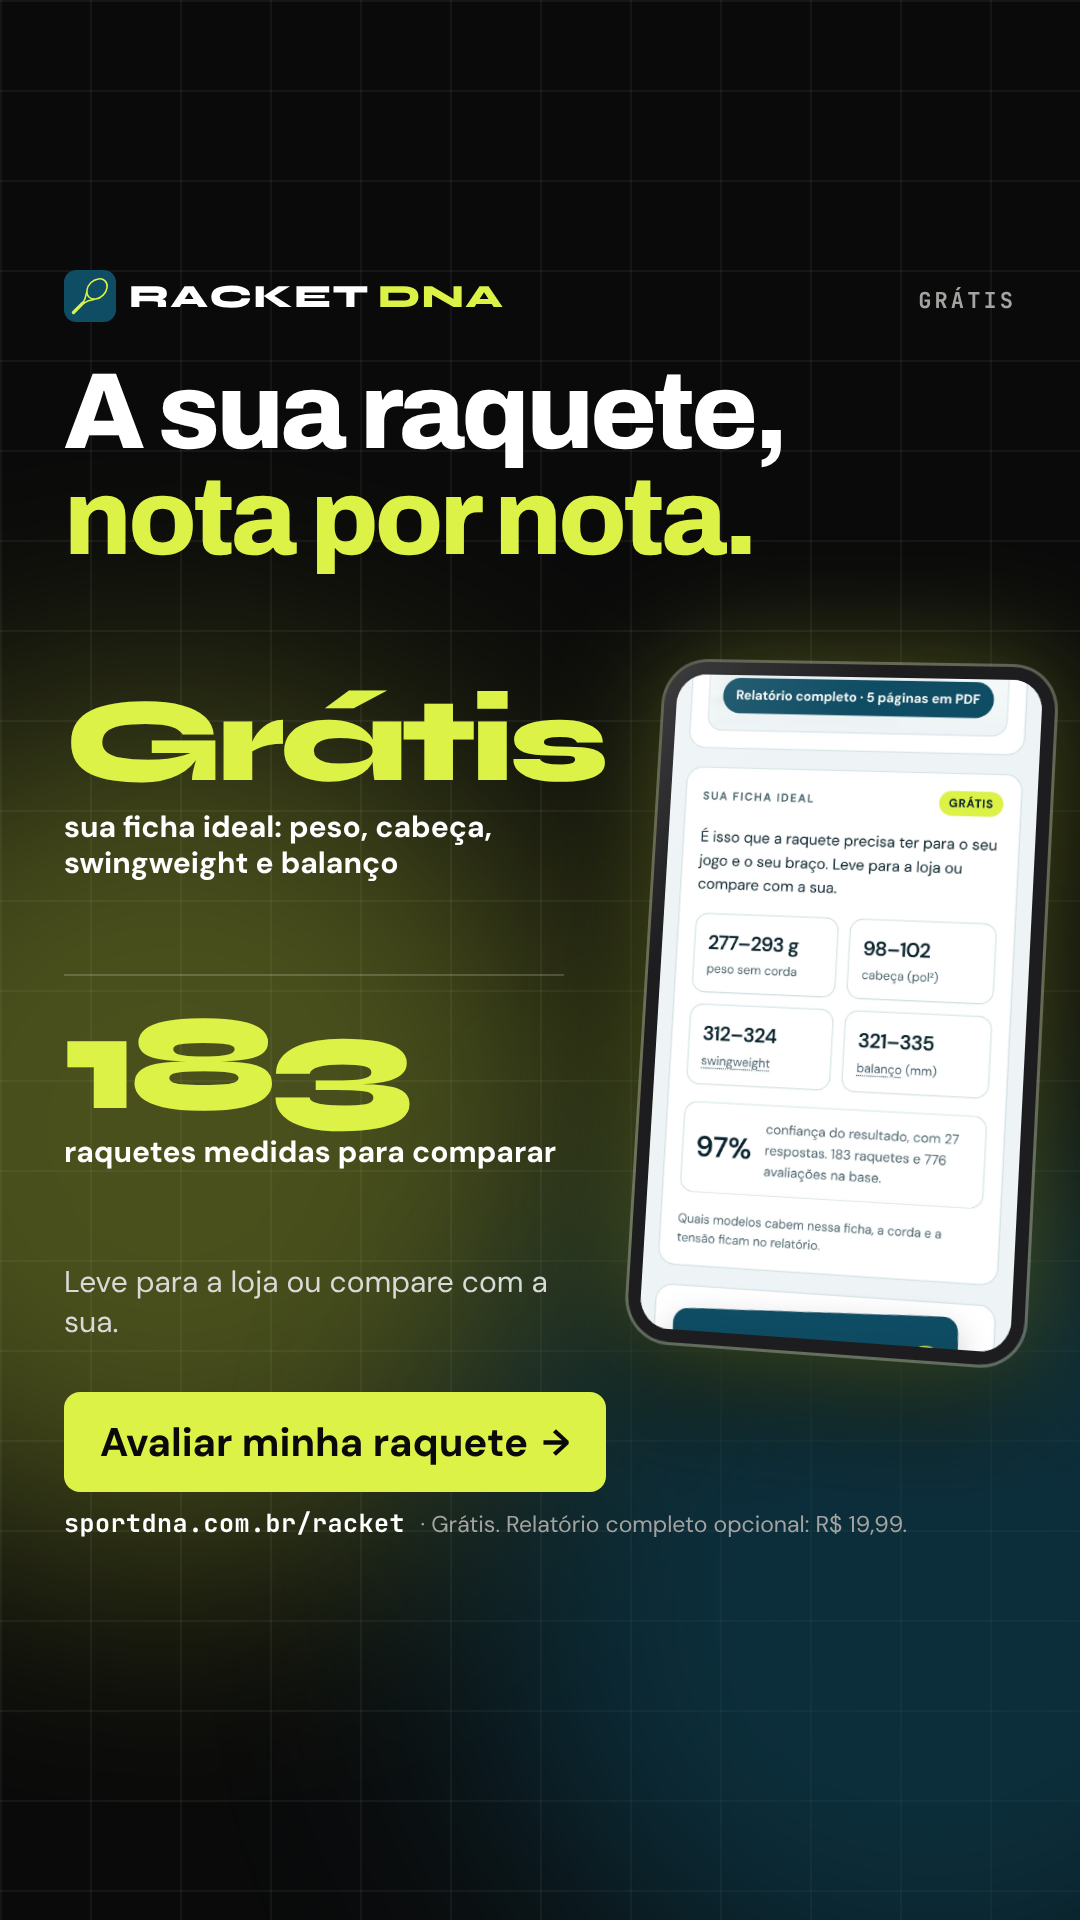 RACKET DNA
GRÁTIS
A sua raquete,
nota por nota.
Grátis
sua ficha ideal: peso, cabeça,
swingweight e balanço
183
raquetes medidas para comparar
Leve para a loja ou compare com a
sua.
Avaliar minha raquete →
sportdna.com.br/racket · Grátis. Relatório completo opcional: R$ 19,99.
Relatório completo · 5 páginas em PDF
SUA FICHA IDEAL
GRÁTIS
É isso que a raquete precisa ter para o seu
jogo e o seu braço. Leve para a loja ou
compare com a sua.
277–293 g
peso sem corda
98–102
cabeça (pol²)
312–324
swingweight
321–335
balanço (mm)
97%
confiança do resultado, com 27
respostas. 183 raquetes e 776
avaliações na base.
Quais modelos cabem nessa ficha, a corda e a
tensão ficam no relatório.